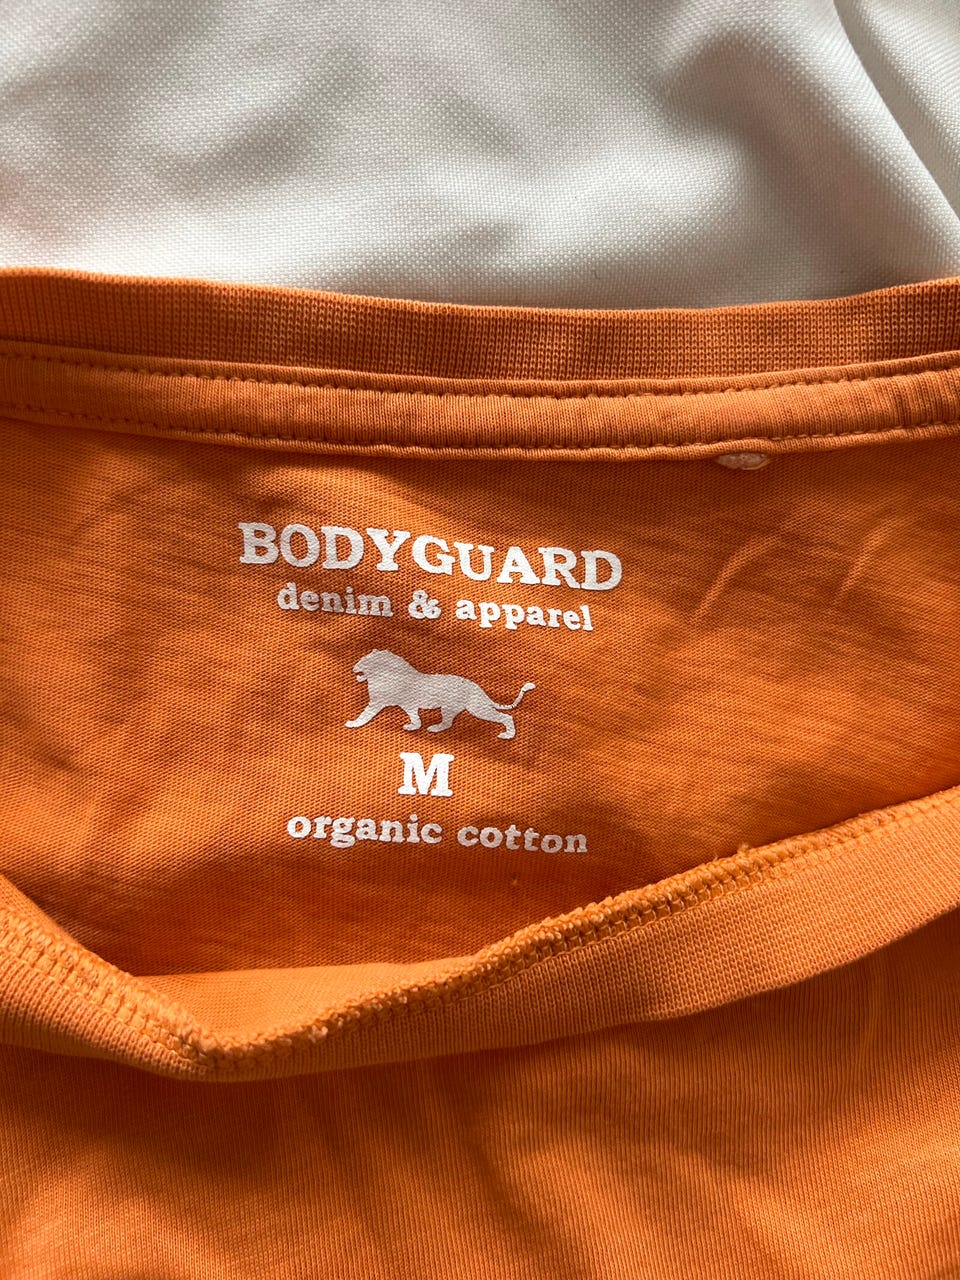 BODYGUARD
denim & apparel
M
organic cotton